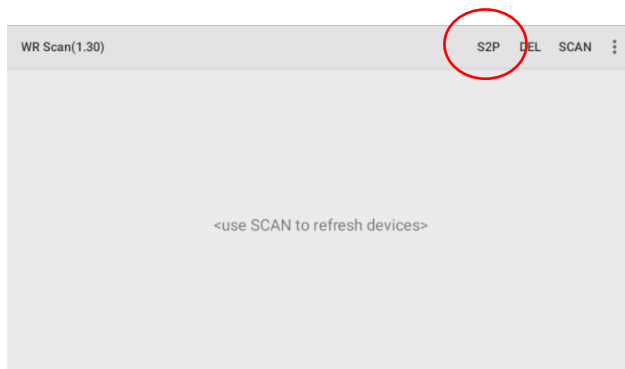 WR Scan(1.30) S2P DEL SCAN
<use SCAN to refresh devices>